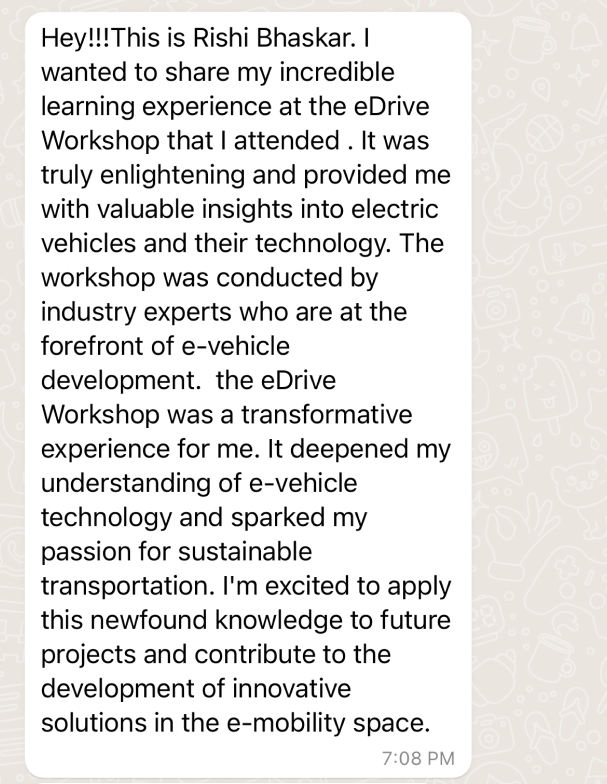 Hey!!!This is Rishi Bhaskar. I
wanted to share my incredible
learning experience at the eDrive
Workshop that I attended . It was
truly enlightening and provided me
with valuable insights into electric
vehicles and their technology. The
workshop was conducted by
industry experts who are at the
forefront of e-vehicle
development.  the eDrive
Workshop was a transformative
experience for me. It deepened my
understanding of e-vehicle
technology and sparked my
passion for sustainable
transportation. I'm excited to apply
this newfound knowledge to future
projects and contribute to the
development of innovative
solutions in the e-mobility space.
7:08 PM